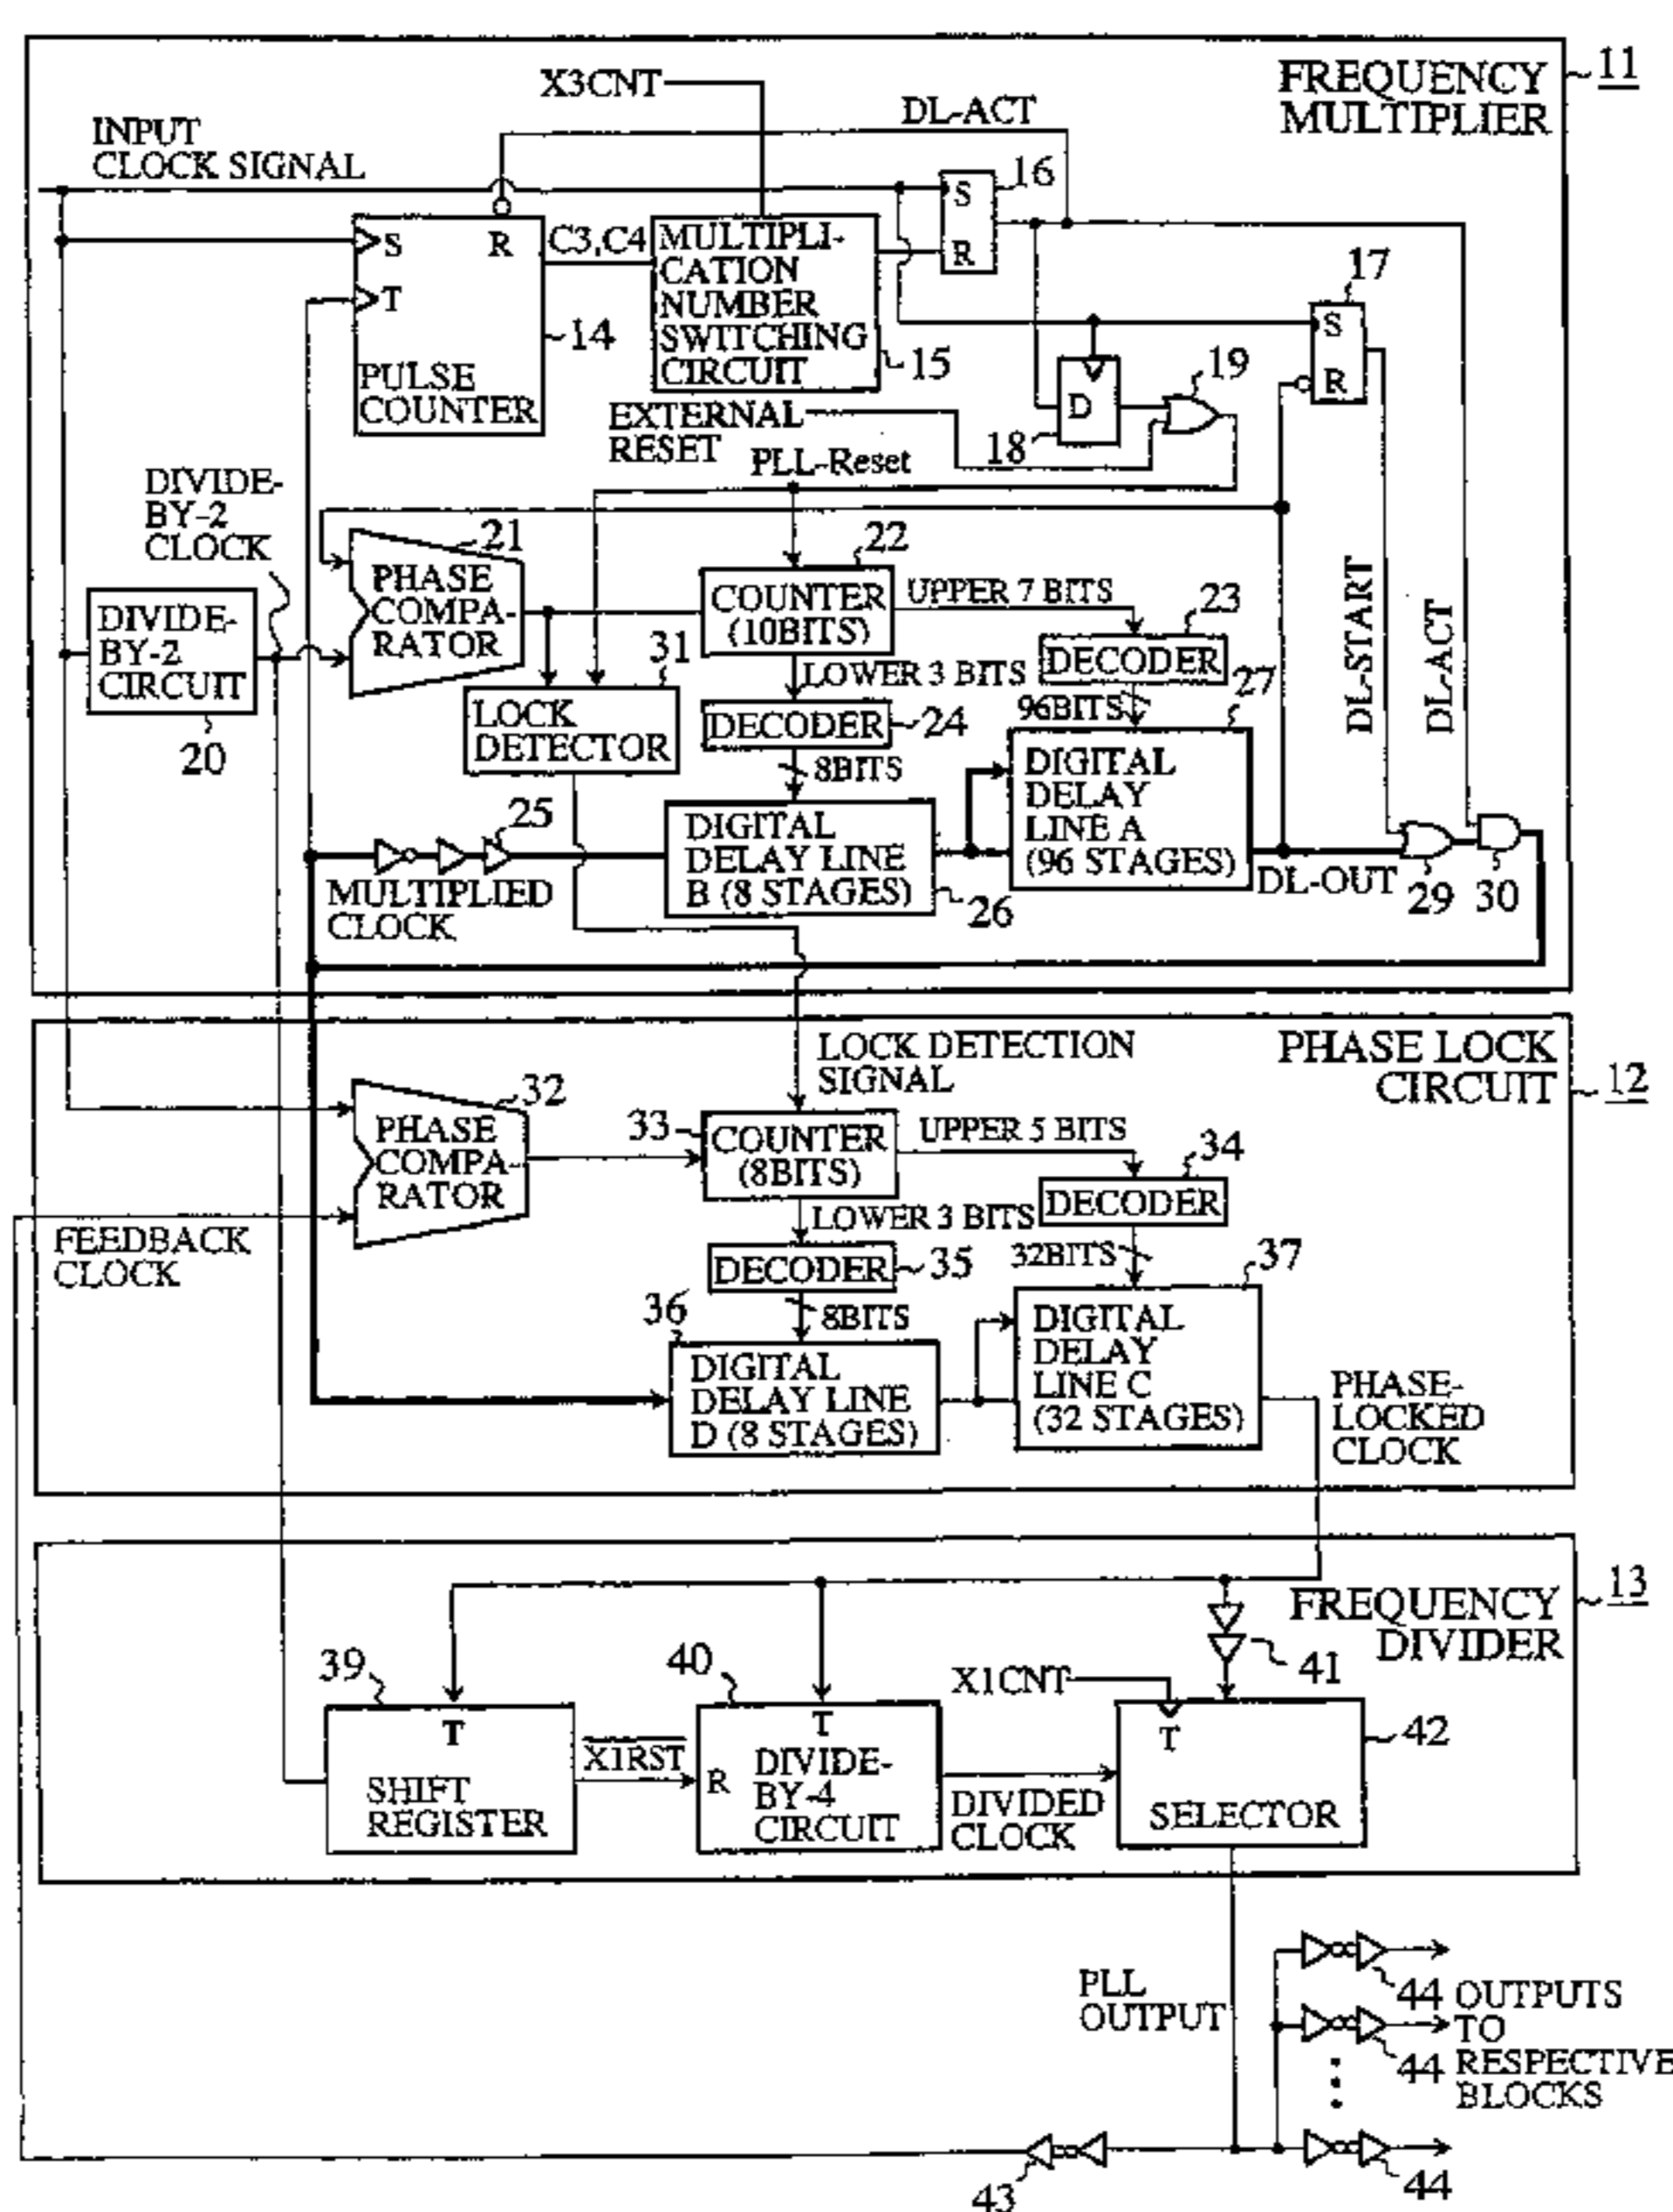 FREQUENCY
MULTIPLIER
11
X3CNT
DL-ACT
INPUT
CLOCK SIGNAL
16
S
R
S
R
T
C3,C4
MULTIPLI-
CATION
NUMBER
SWITCHING
CIRCUIT
15
14
PULSE
COUNTER
17
S
R
D
18
19
EXTERNAL
RESET
PLL-Reset
DIVIDE-
BY-2
CLOCK
21
PHASE
COMPA-
RATOR
22
COUNTER
(10BITS)
UPPER 7 BITS
23
DECODER
DL-START
DL-ACT
DIVIDE-
BY-2
CIRCUIT
20
31
LOCK
DETECTOR
LOWER 3 BITS
DECODER
24
8BITS
96BITS
27
DIGITAL
DELAY
LINE A
(96 STAGES)
25
MULTIPLIED
CLOCK
DIGITAL
DELAY LINE
B (8 STAGES)
26
DL-OUT
29
30
PHASE LOCK
CIRCUIT
12
LOCK DETECTION
SIGNAL
32
PHASE
COMPA-
RATOR
33
COUNTER
(8BITS)
UPPER 5 BITS
34
DECODER
FEEDBACK
CLOCK
LOWER 3 BITS
DECODER
35
32BITS
37
36
8BITS
DIGITAL
DELAY LINE
D (8 STAGES)
DIGITAL
DELAY
LINE C
(32 STAGES)
PHASE-
LOCKED
CLOCK
FREQUENCY
DIVIDER
13
39
T
SHIFT
REGISTER
X1RST
40
T
R
DIVIDE-
BY-4
CIRCUIT
DIVIDED
CLOCK
X1CNT
41
T
SELECTOR
42
PLL
OUTPUT
44
44
OUTPUTS
TO
RESPECTIVE
BLOCKS
43
44